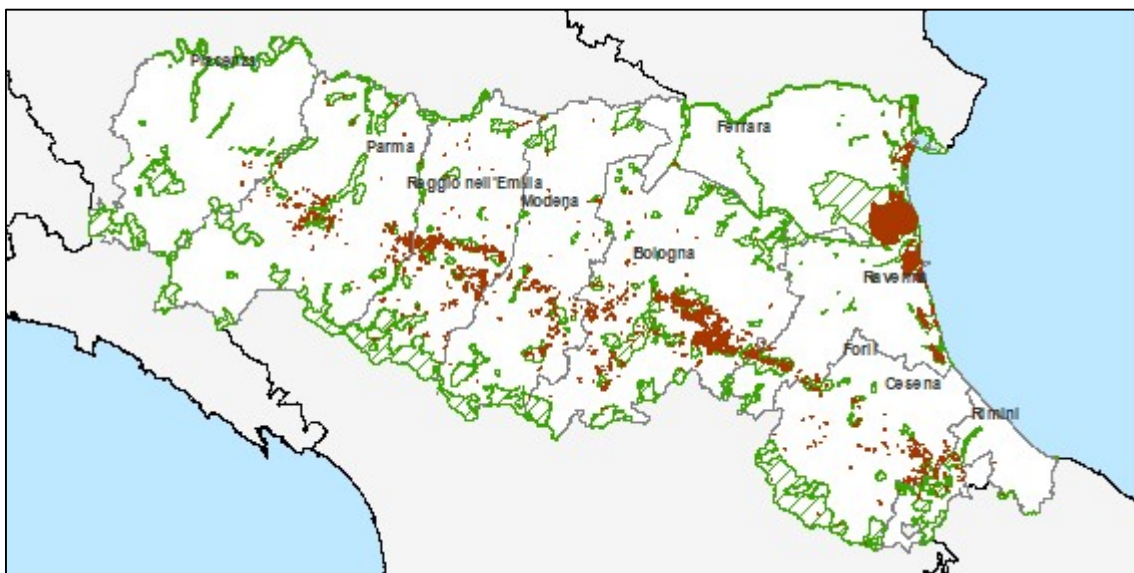 Piacenza
Parma
Reggio nell'Emilia
Modena
Ferrara
Bologna
Ravenna
Forlì
Cesena
Rimini